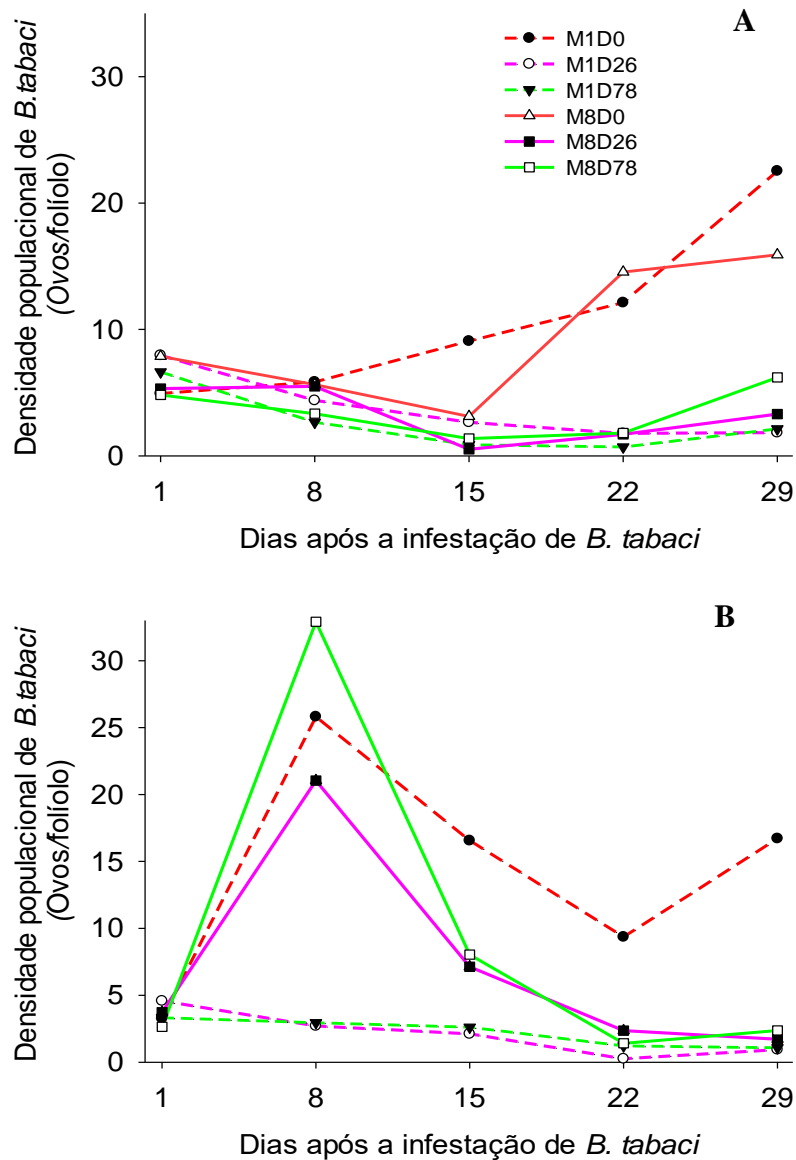 A
M1D0
M1D26
M1D78
M8D0
M8D26
M8D78
Densidade populacional de B.tabaci
(Ovos/folíolo)
30
20
10
0
1 8 15 22 29
Dias após a infestação de B. tabaci
B
Densidade populacional de B.tabaci
(Ovos/folíolo)
30
25
20
15
10
5
0
1 8 15 22 29
Dias após a infestação de B. tabaci